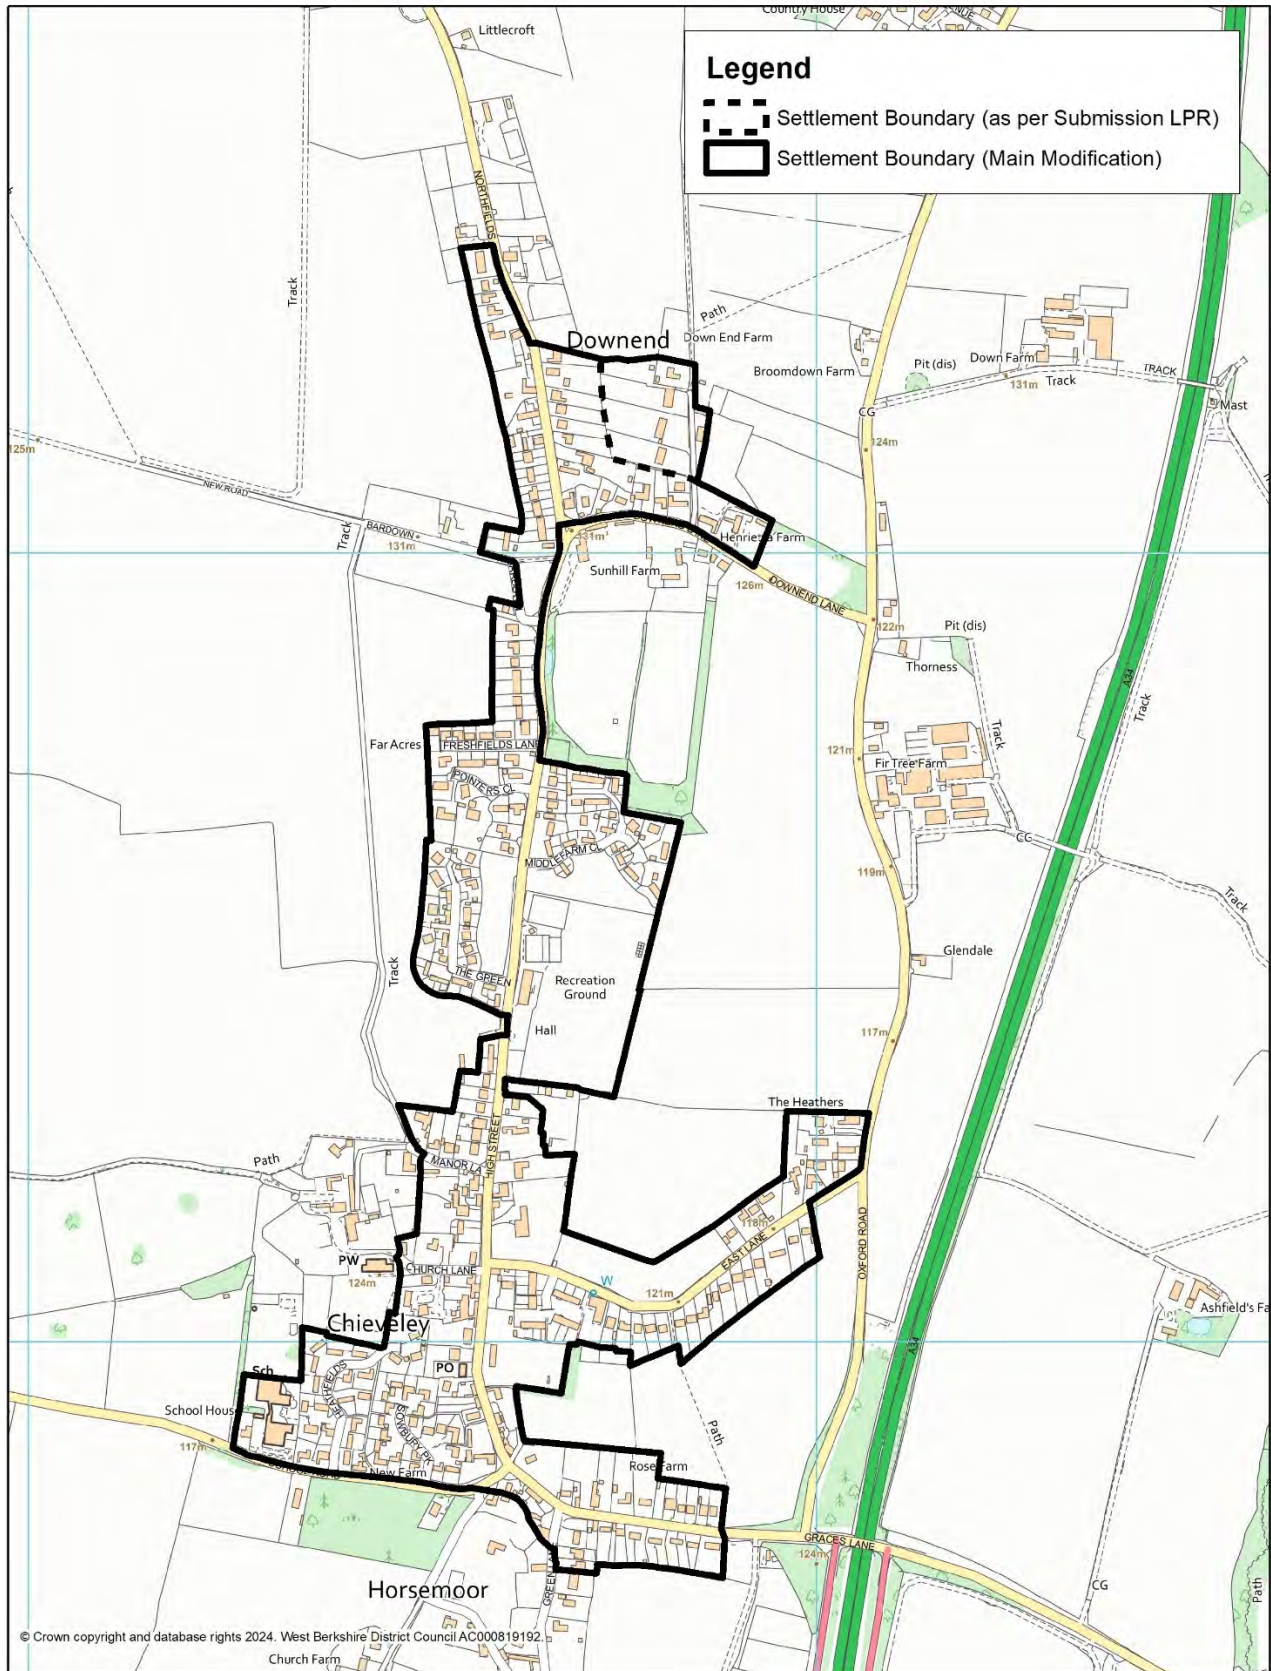 Country House
Littlecroft
Legend
Settlement Boundary (as per Submission LPR)
Settlement Boundary (Main Modification)
NORTHFIELDS
Track
Downend
Path
Down End Farm
Broomdown Farm
Pit (dis)
Down Farm
131m
Track
TRACK
Mast
CG
124m
125m
NEW ROAD
Track
BARDOWN
131m
131m
Henrietta Farm
Sunhill Farm
126m
DOWNEND LANE
122m
Pit (dis)
Thorness
A34
Track
Track
Far Acres
FRESHFIELDS LANE
121m
Fir Tree Farm
POINTERS CL
MIDDLEFARM CL
CG
119m
Track
Track
THE GREEN
Recreation
Ground
Glendale
Hall
117m
The Heathers
HIGH STREET
MANOR LA
Path
118m
EAST LANE
OXFORD ROAD
PW
CHURCH LANE
124m
W
121m
Ashfield's Fa
Chieveley
A34
PO
Sch
HEATHFIELDS
School House
SOWBURY PK
Path
117m
New Farm
Rose Farm
GRACES LANE
124m
Horsemoor
CG
Path
© Crown copyright and database rights 2024. West Berkshire District Council AC000819192.
Church Farm